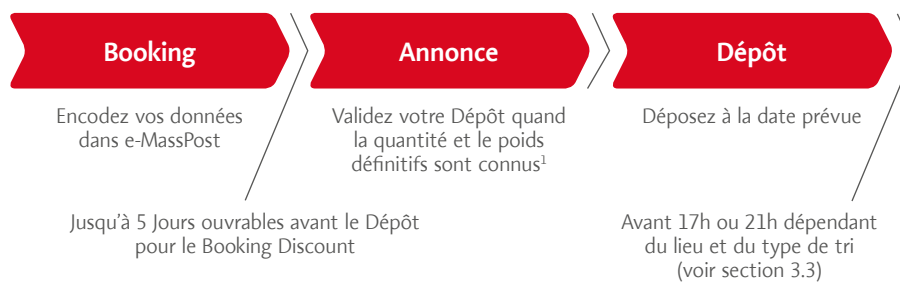 Booking
Annonce
Dépôt
Encodez vos données
dans e-MassPost
Validez votre Dépôt quand
la quantité et le poids
définitifs sont connus¹
Déposez à la date prévue
Jusqu'à 5 Jours ouvrables avant le Dépôt
pour le Booking Discount
Avant 17h ou 21h dépendant
du lieu et du type de tri
(voir section 3.3)